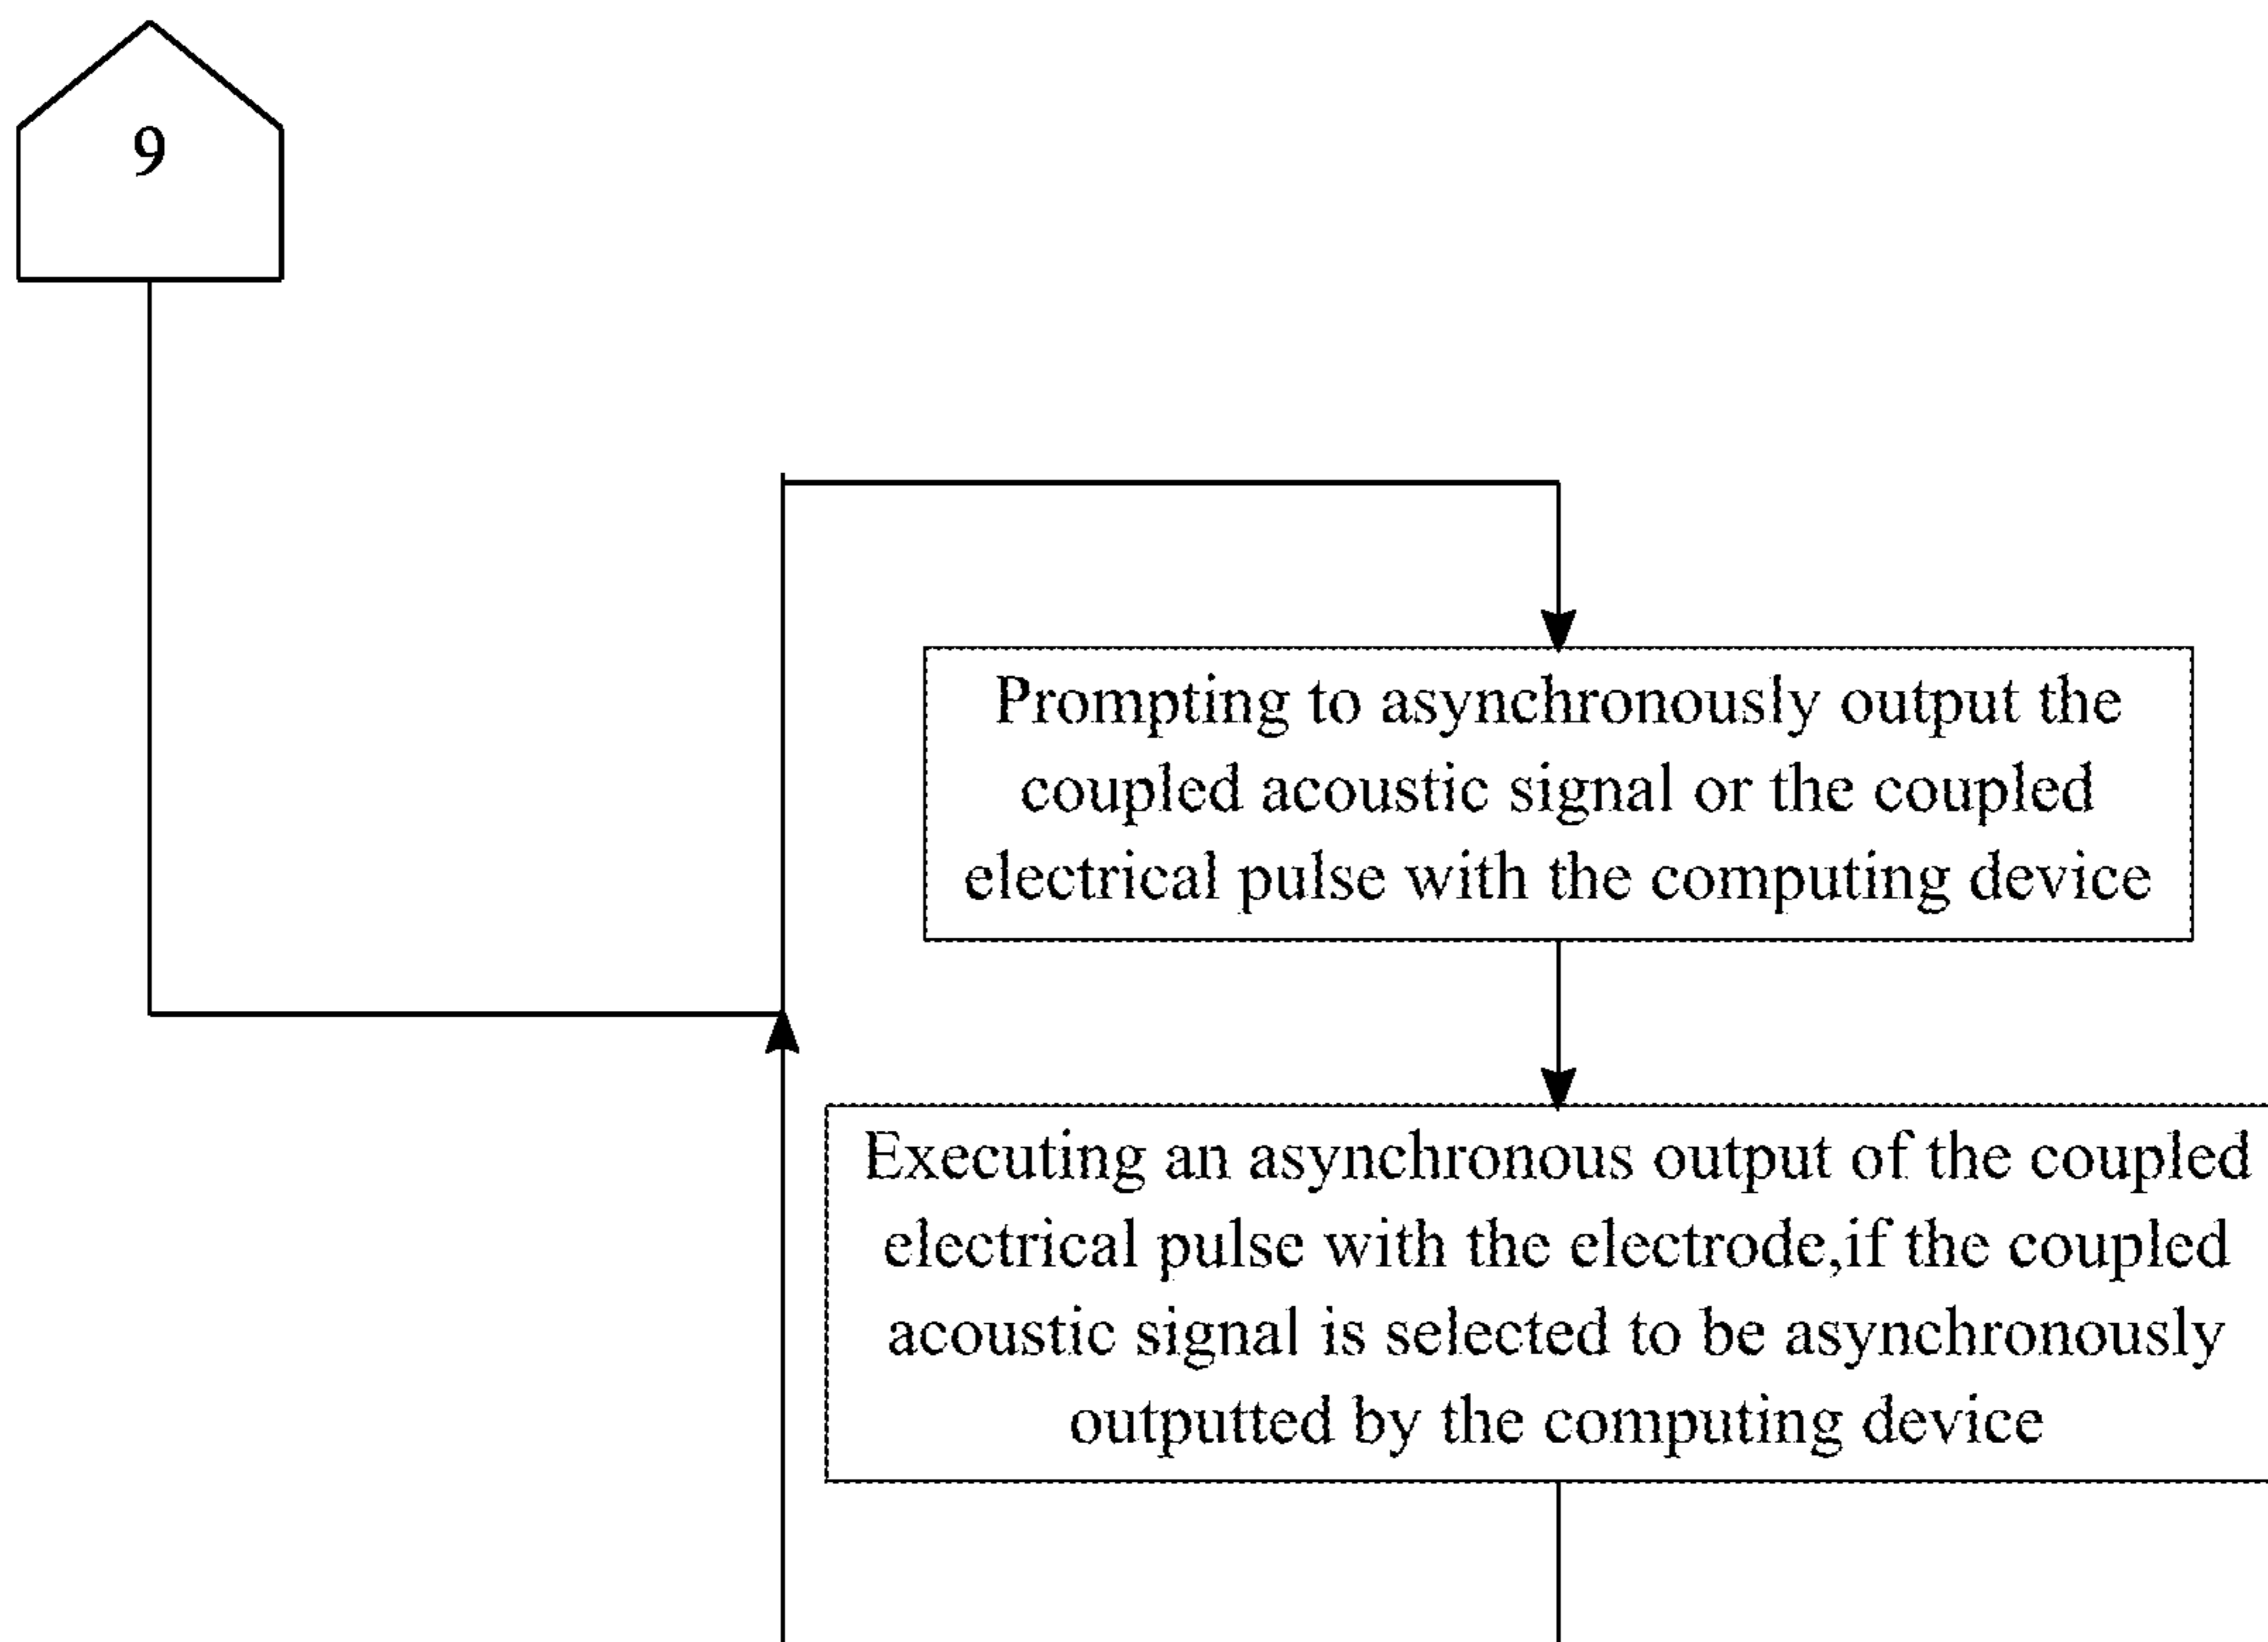 9
Prompting to asynchronously output the
coupled acoustic signal or the coupled
electrical pulse with the computing device
Executing an asynchronous output of the coupled
electrical pulse with the electrode,if the coupled
acoustic signal is selected to be asynchronously
outputted by the computing device